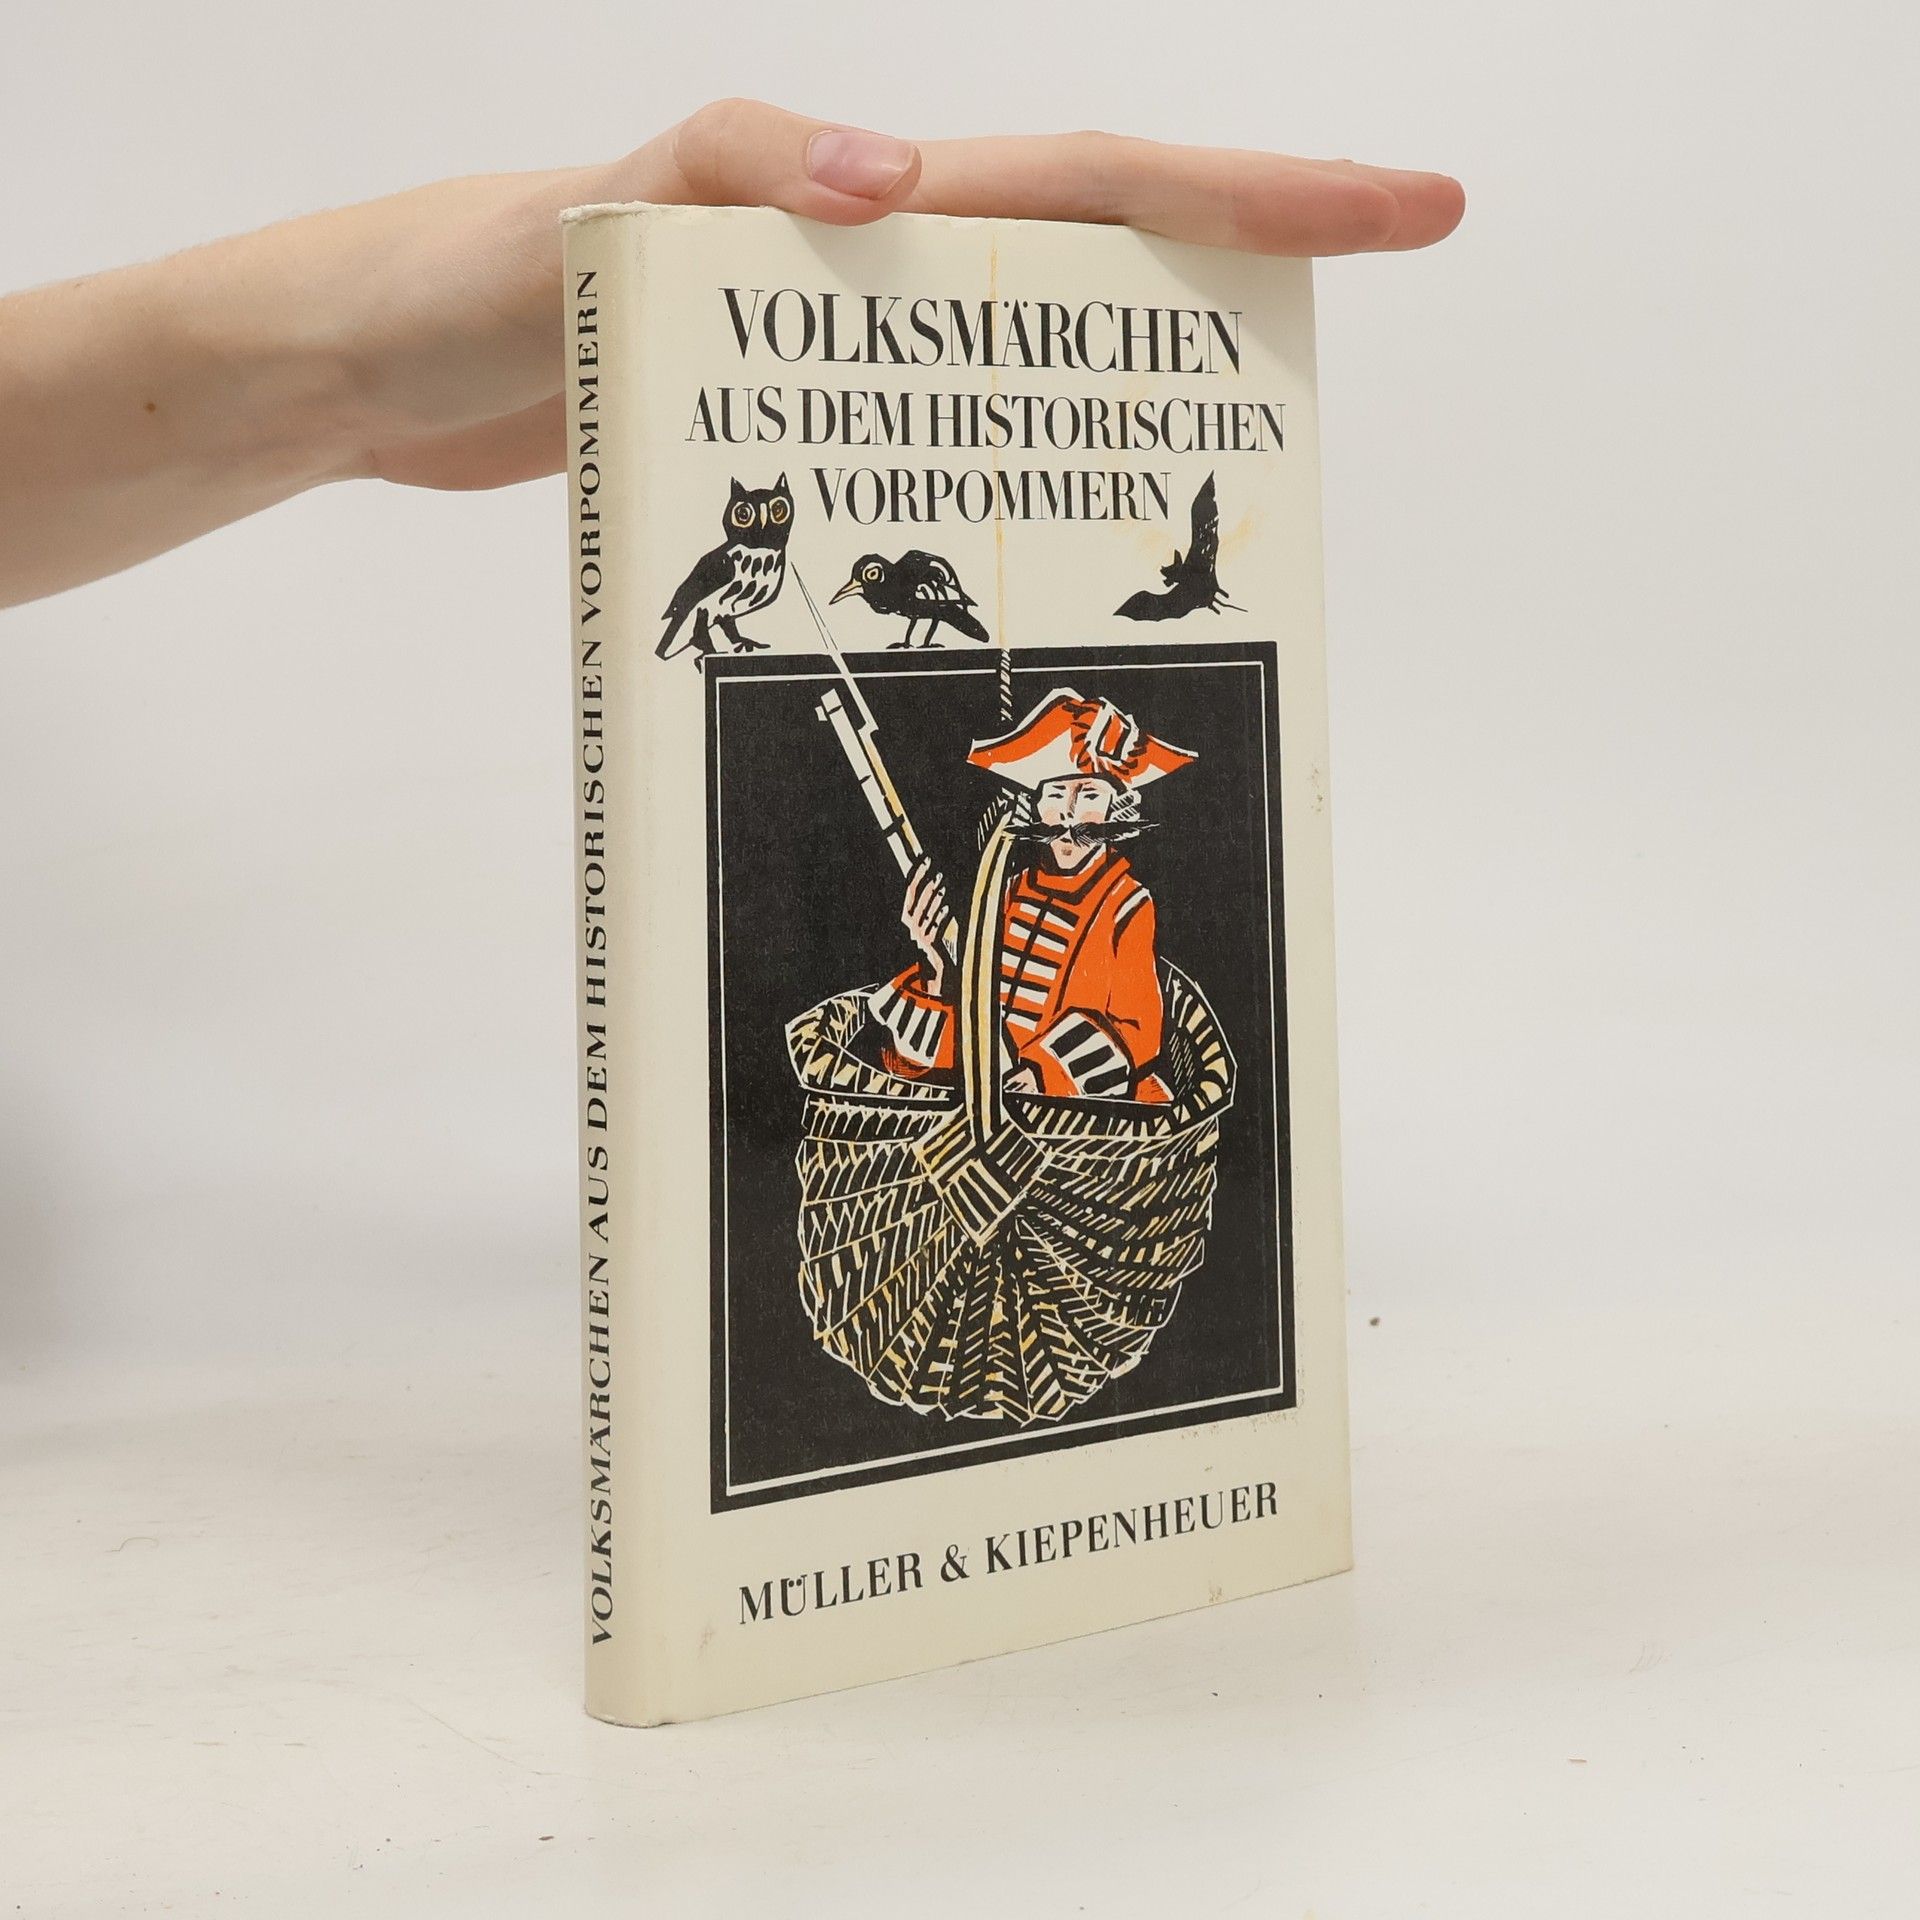 VOLKSMÄRCHEN AUS DEM HISTORISCHEN VORPOMMERN
VOLKSMÄRCHEN
AUS DEM HISTORISCHEN
VORPOMMERN
MÜLLER & KIEPENHEUER